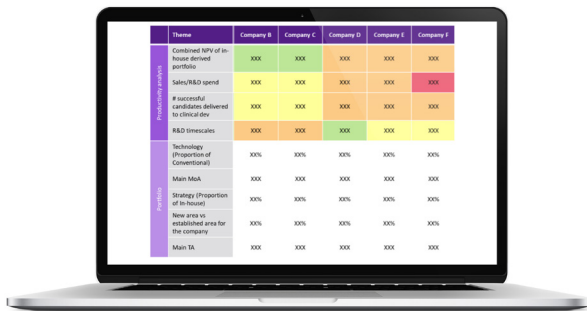 Theme Company B Company C Company D Company E Company F
Productivity analysis
Combined NPV of in-
house derived
portfolio
XXX XXX XXX XXX XXX
Sales/R&D spend XXX XXX XXX XXX XXX
# successful
candidates delivered
to clinical dev
XXX XXX XXX XXX XXX
R&D timescales XXX XXX XXX XXX XXX
Portfolio
Technology
(Proportion of
Conventional)
XX% XX% XX% XX% XX%
Main MoA XXX XXX XXX XXX XXX
Strategy (Proportion
of In-house)
XX% XX% XX% XX% XX%
New area vs
established area for
the company
XX% XX% XX% XX% XX%
Main TA XXX XXX XXX XXX XXX